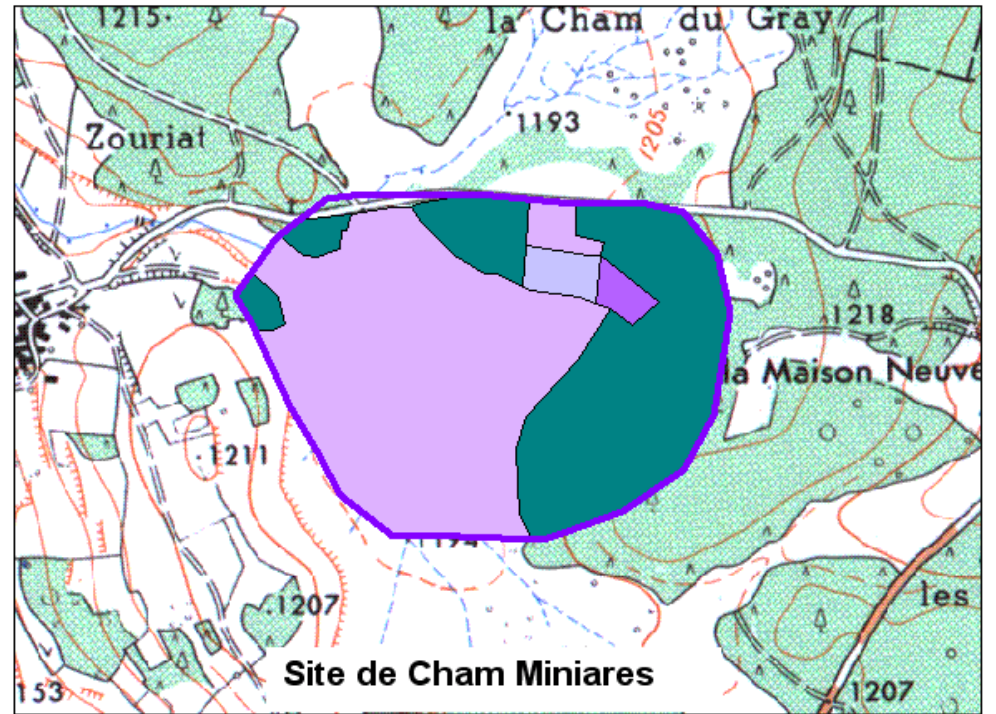 1215
la Cham du Gray
1193
1205
Zouriat
1218
la Maison Neuve
1211
1194
1207
les
Site de Cham Miniares
153
1207